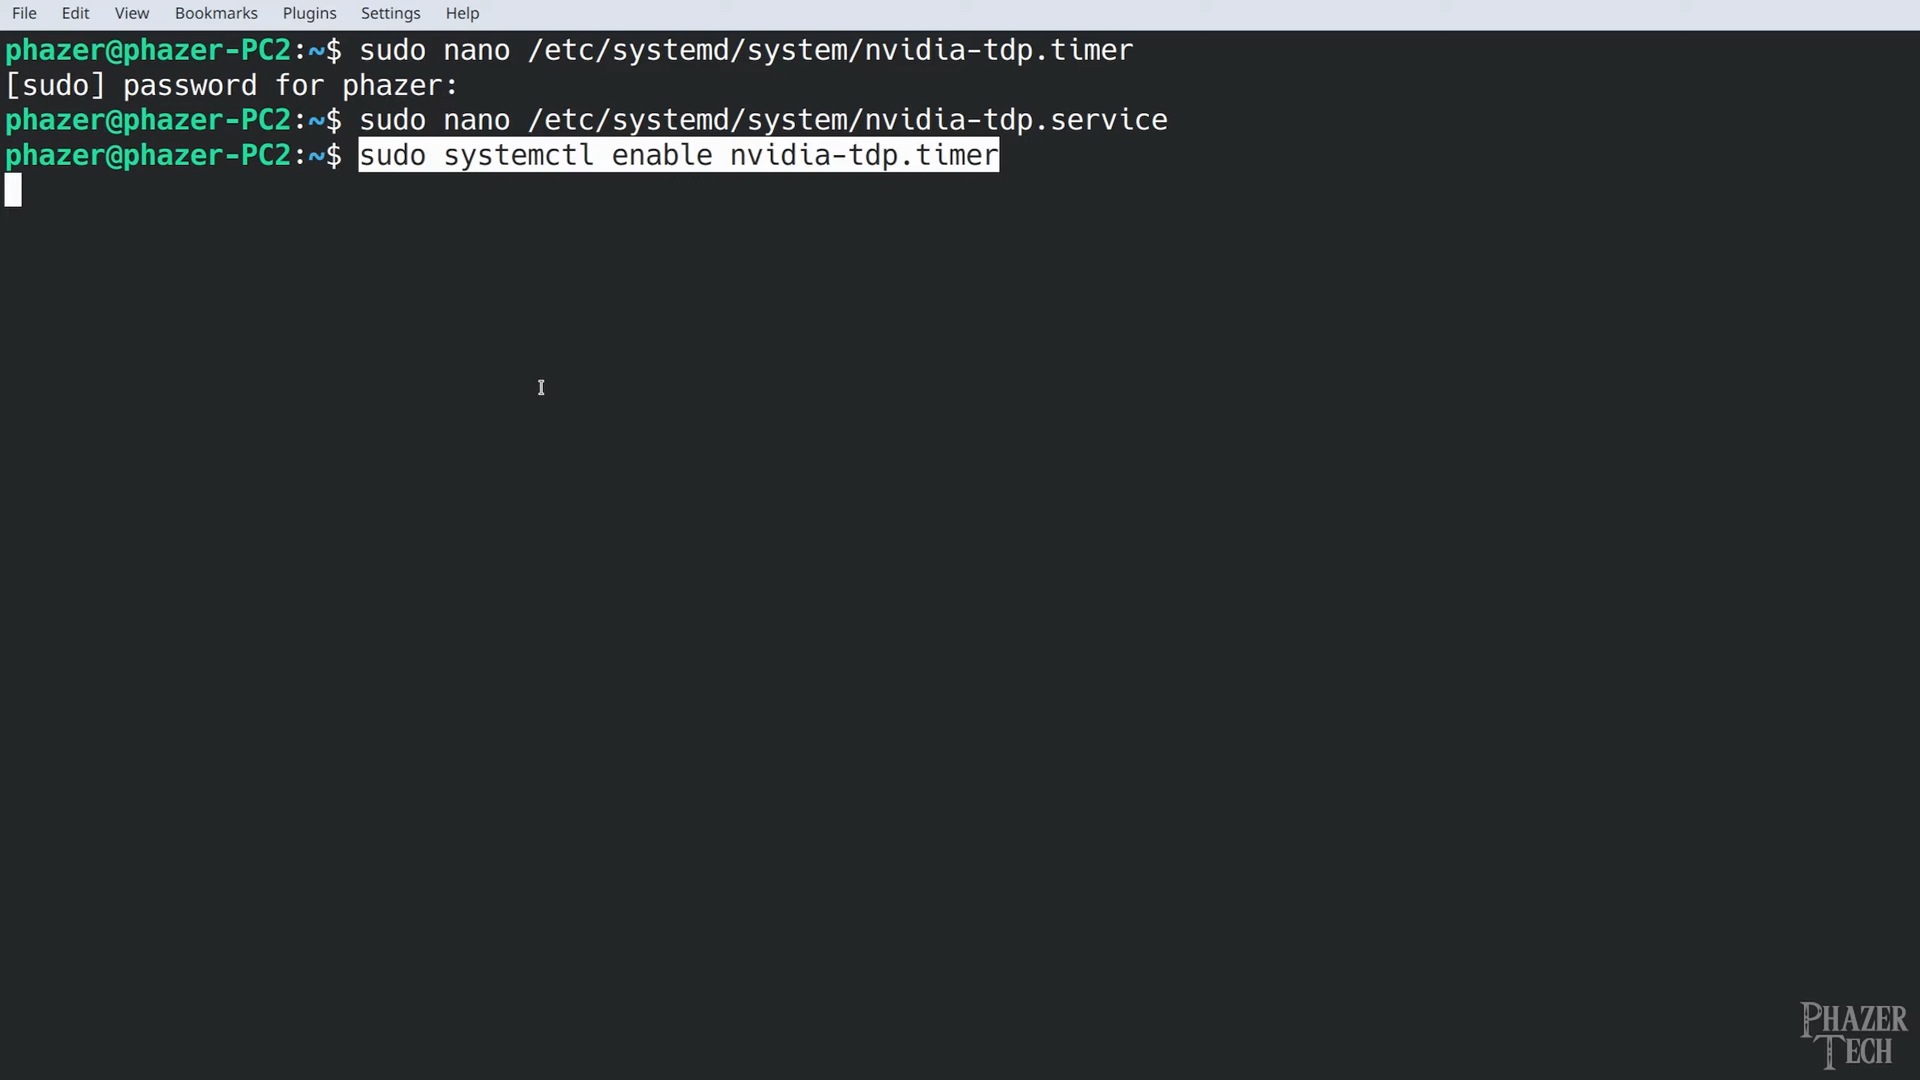 File Edit View Bookmarks Plugins Settings Help
phazer@phazer-PC2:~$ sudo nano /etc/systemd/system/nvidia-tdp.timer
[sudo] password for phazer:
phazer@phazer-PC2:~$ sudo nano /etc/systemd/system/nvidia-tdp.service
phazer@phazer-PC2:~$ sudo systemctl enable nvidia-tdp.timer
PHAZER
TECH